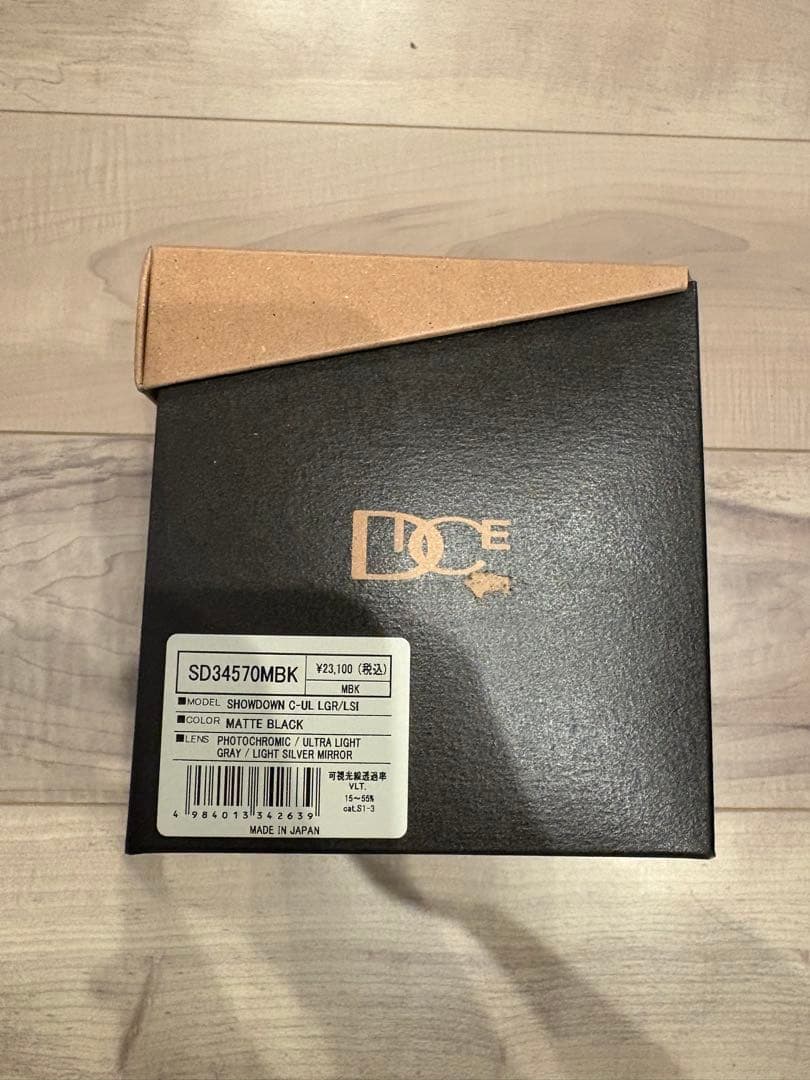 DICE
SD34570MBK
¥23,100 (税込)
MBK
■MODEL SHOWDOWN C-UL LGR/LSI
■COLOR MATTE BLACK
■LENS PHOTOCHROMIC / ULTRA LIGHT
GRAY / LIGHT SILVER MIRROR
可視光線透過率
VLT.
15～55%
cat.S1-3
4 984013 342639
MADE IN JAPAN